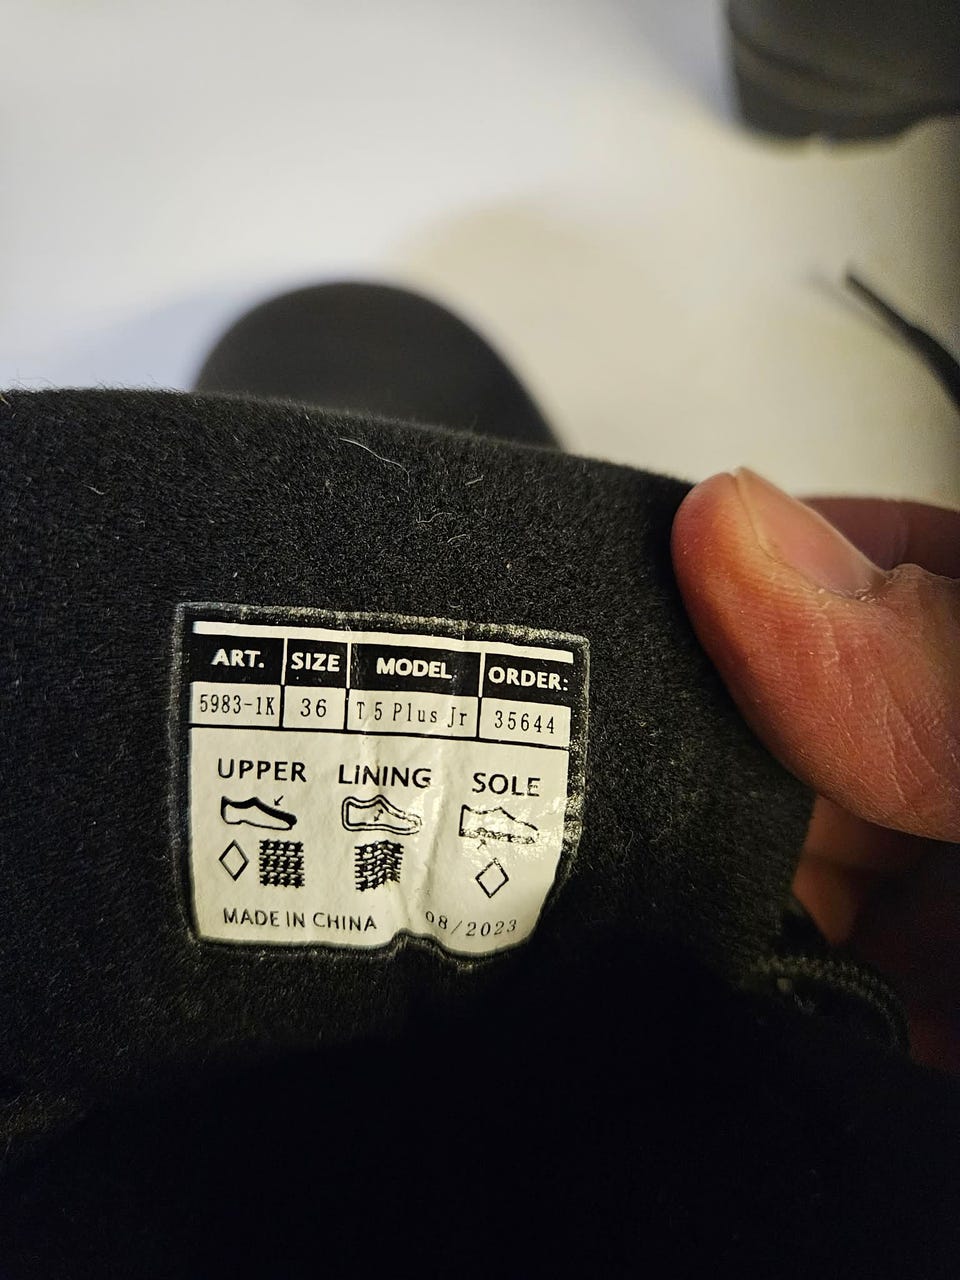 ART. SIZE MODEL ORDER:
5983-1K 36 T 5 Plus Jr 35644
UPPER LINING SOLE
MADE IN CHINA 08/2023